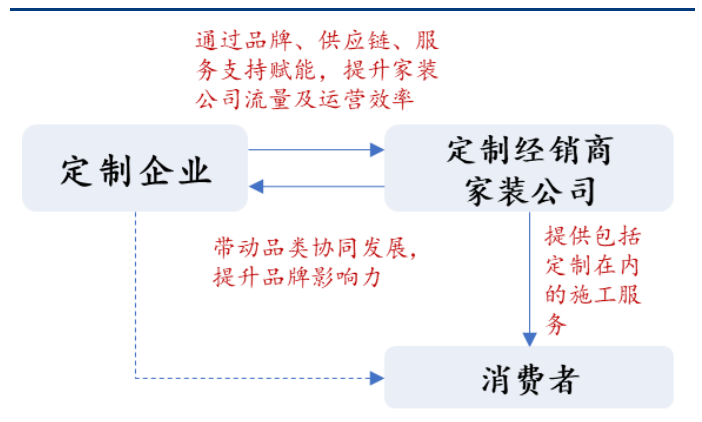 通过品牌、供应链、服
务支持赋能，提升家装
公司流量及运营效率
定制企业
定制经销商
家装公司
带动品类协同发展，
提升品牌影响力
提供包括
定制在内
的施工服
务
消费者